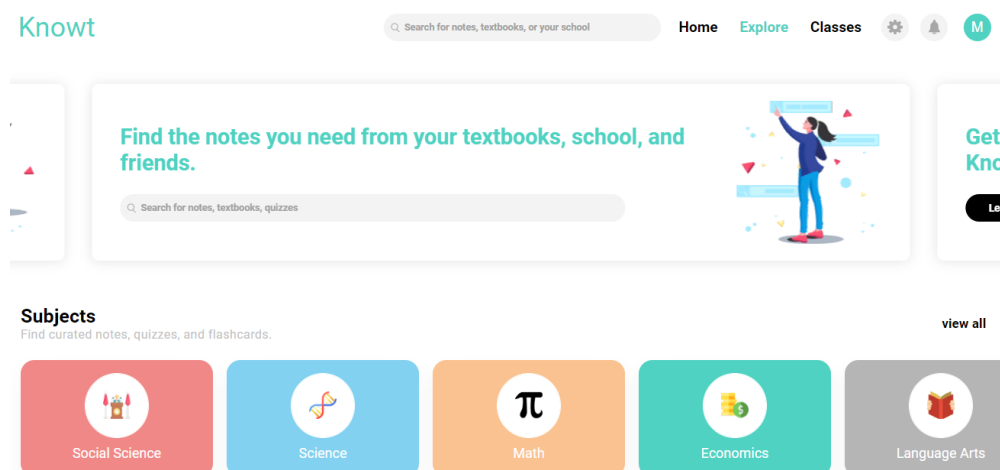 Knowt
Search for notes, textbooks, or your school
Home
Explore
Classes
M
Find the notes you need from your textbooks, school, and
friends.
Search for notes, textbooks, quizzes
Get
Subjects
Find curated notes, quizzes, and flashcards.
view all
Social Science
Science
π
Math
$
Economics
Language Arts